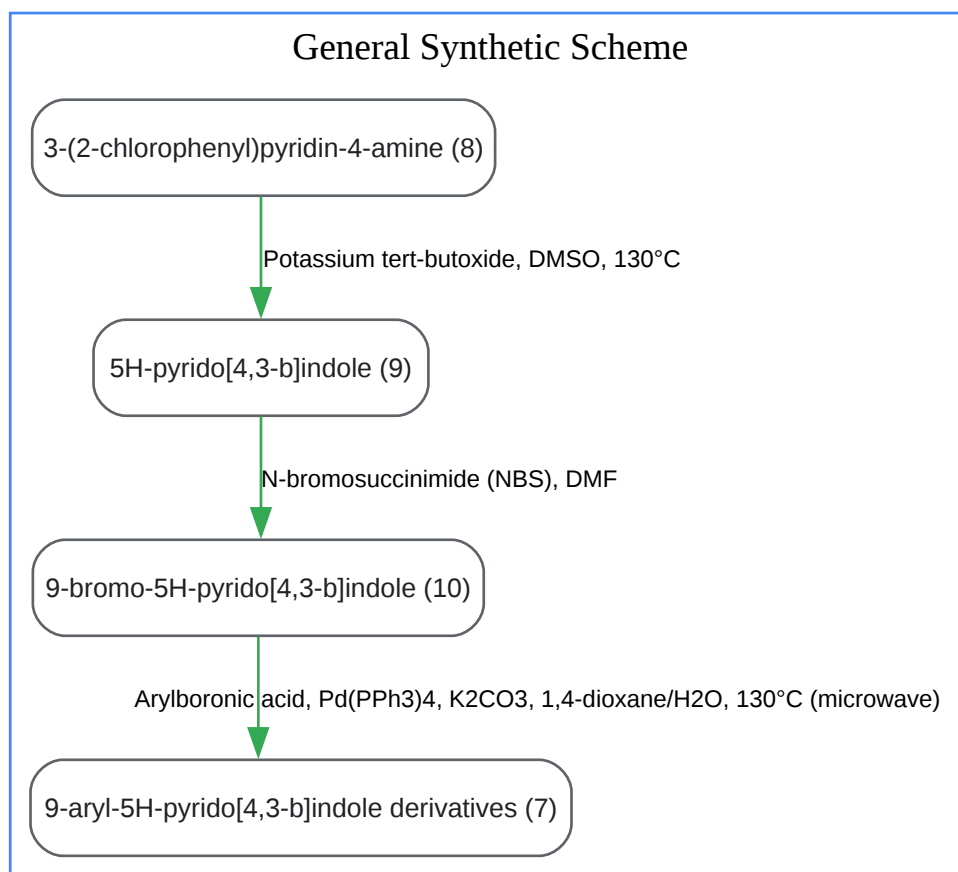 General Synthetic Scheme
3-(2-chlorophenyl)pyridin-4-amine (8)
Potassium tert-butoxide, DMSO, 130°C
5H-pyrido[4,3-b]indole (9)
N-bromosuccinimide (NBS), DMF
9-bromo-5H-pyrido[4,3-b]indole (10)
Arylboronic acid, Pd(PPh3)4, K2CO3, 1,4-dioxane/H2O, 130°C (microwave)
9-aryl-5H-pyrido[4,3-b]indole derivatives (7)